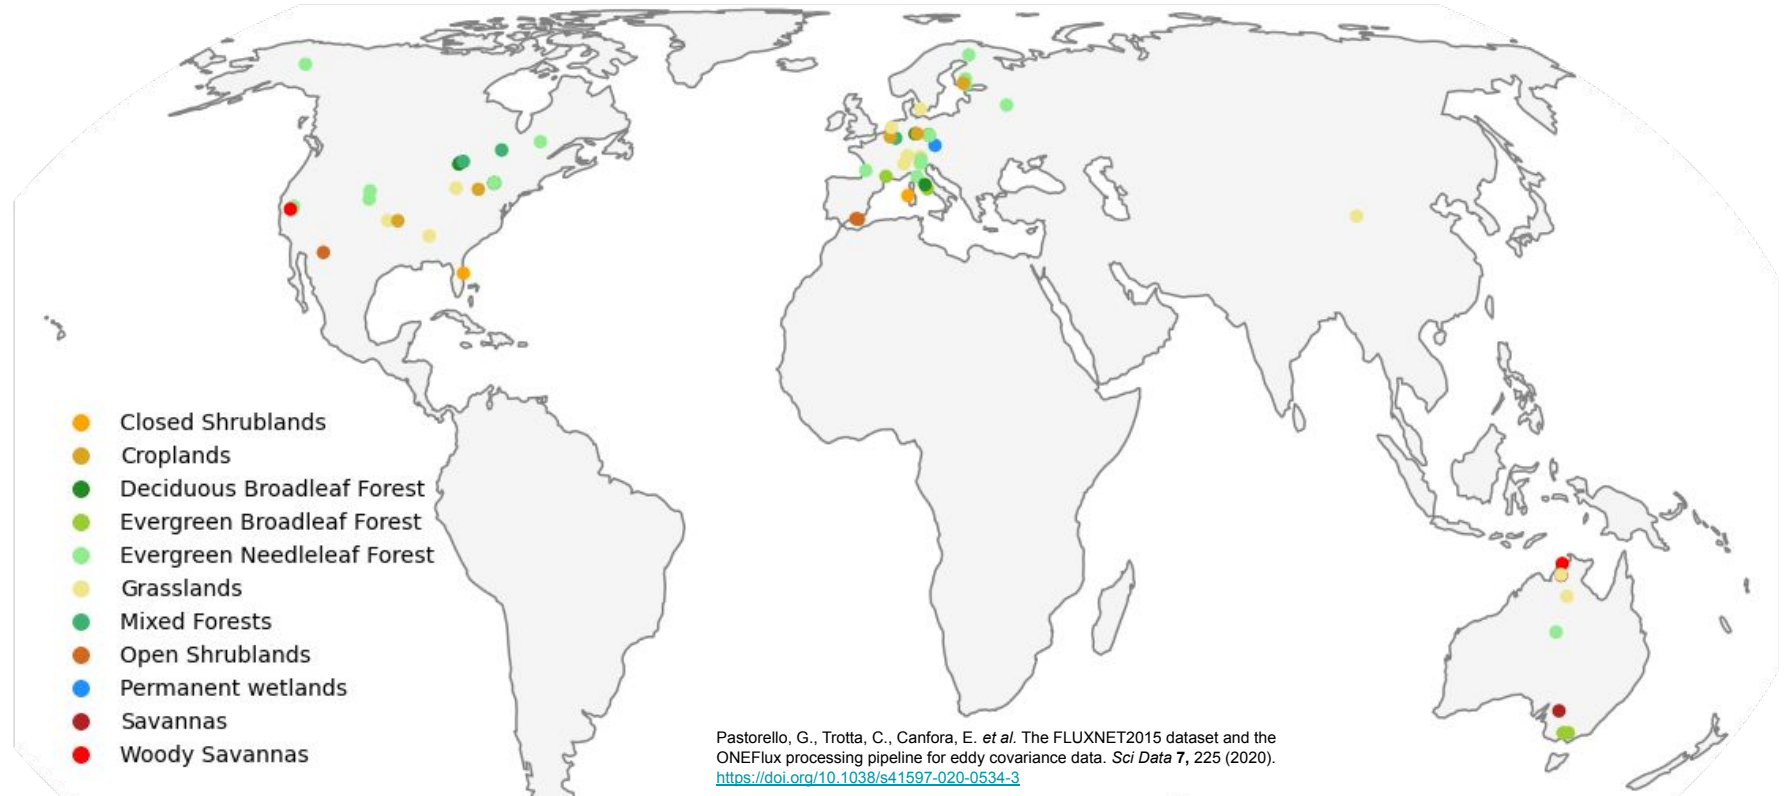 Closed Shrublands
Croplands
Deciduous Broadleaf Forest
Evergreen Broadleaf Forest
Evergreen Needleleaf Forest
Grasslands
Mixed Forests
Open Shrublands
Permanent wetlands
Savannas
Woody Savannas
Pastorello, G., Trotta, C., Canfora, E. et al. The FLUXNET2015 dataset and the
ONEFlux processing pipeline for eddy covariance data. Sci Data 7, 225 (2020).
https://doi.org/10.1038/s41597-020-0534-3